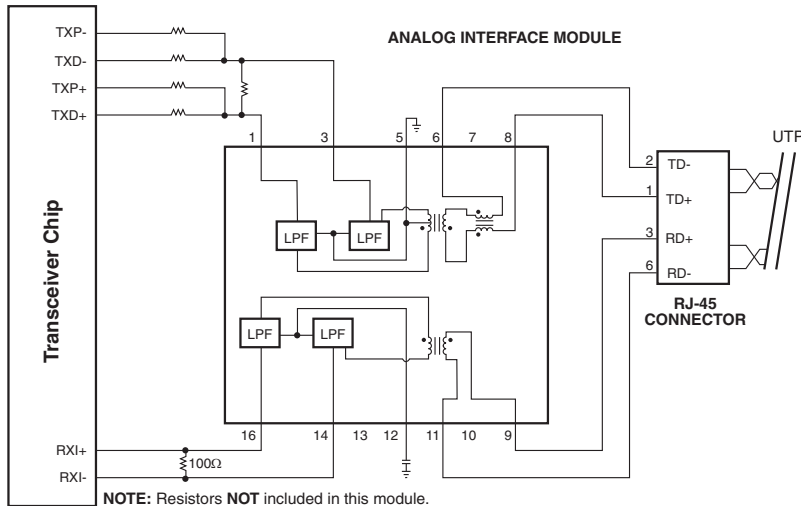 TXP-
TXD-
TXP+
TXD+
ANALOG INTERFACE MODULE
1 3 5 6 7 8
UTP
2 TD-
1 TD+
3 RD+
6 RD-
RJ-45
CONNECTOR
Transceiver Chip
LPF LPF
LPF LPF
16 14 13 12 11 10 9
RXI+
100Ω
RXI-
NOTE: Resistors NOT included in this module.